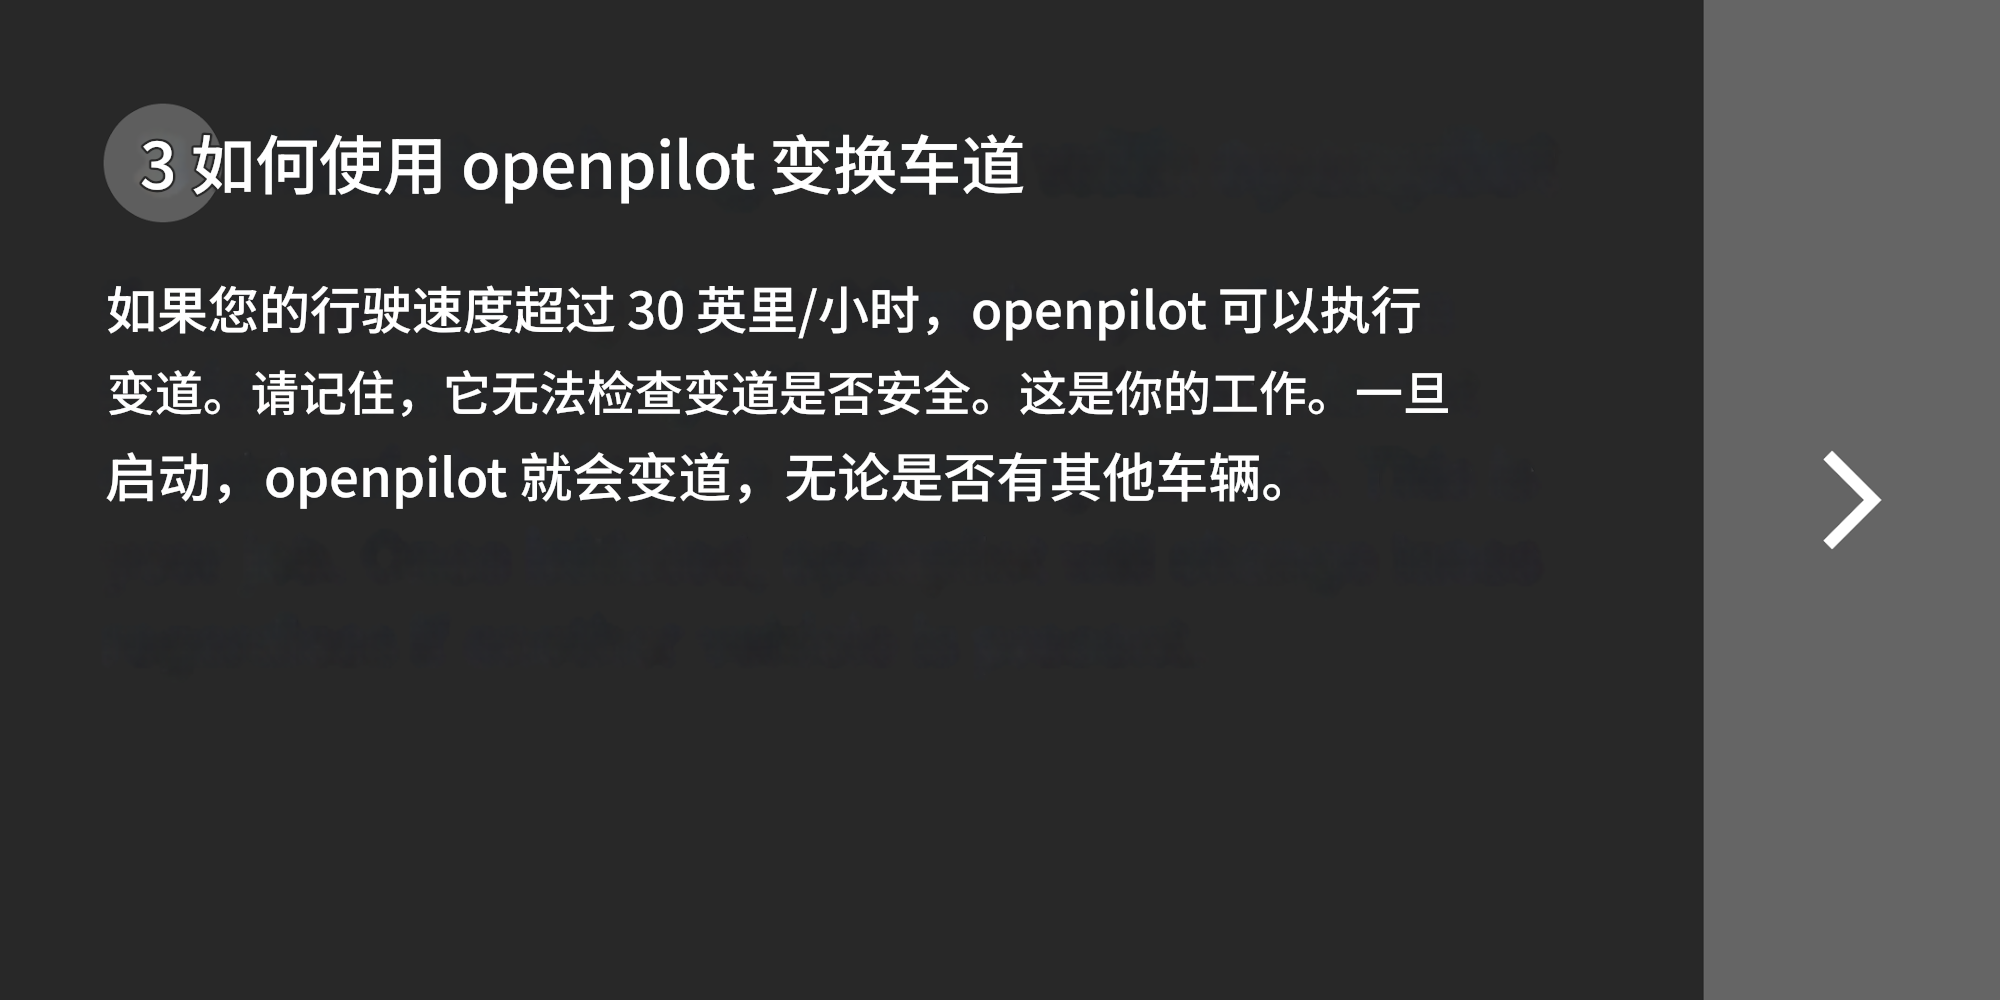 3 如何使用 openpilot 变换车道
如果您的行驶速度超过 30 英里/小时，openpilot 可以执行
变道。请记住，它无法检查变道是否安全。这是你的工作。一旦
启动，openpilot 就会变道，无论是否有其他车辆。